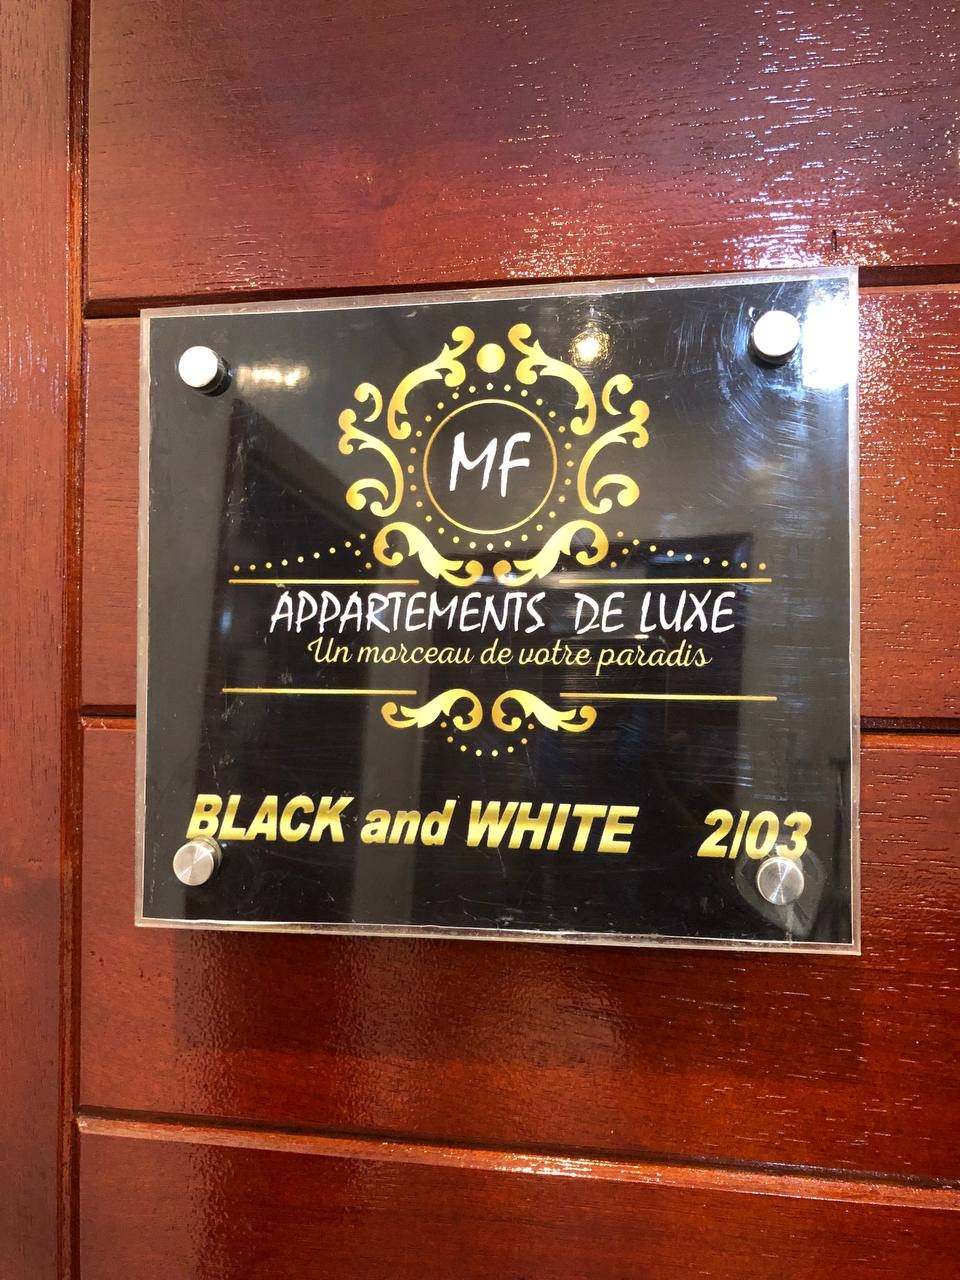 MF
APPARTEMENTS DE LUXE
Un morceau de votre paradis
BLACK and WHITE 2/03